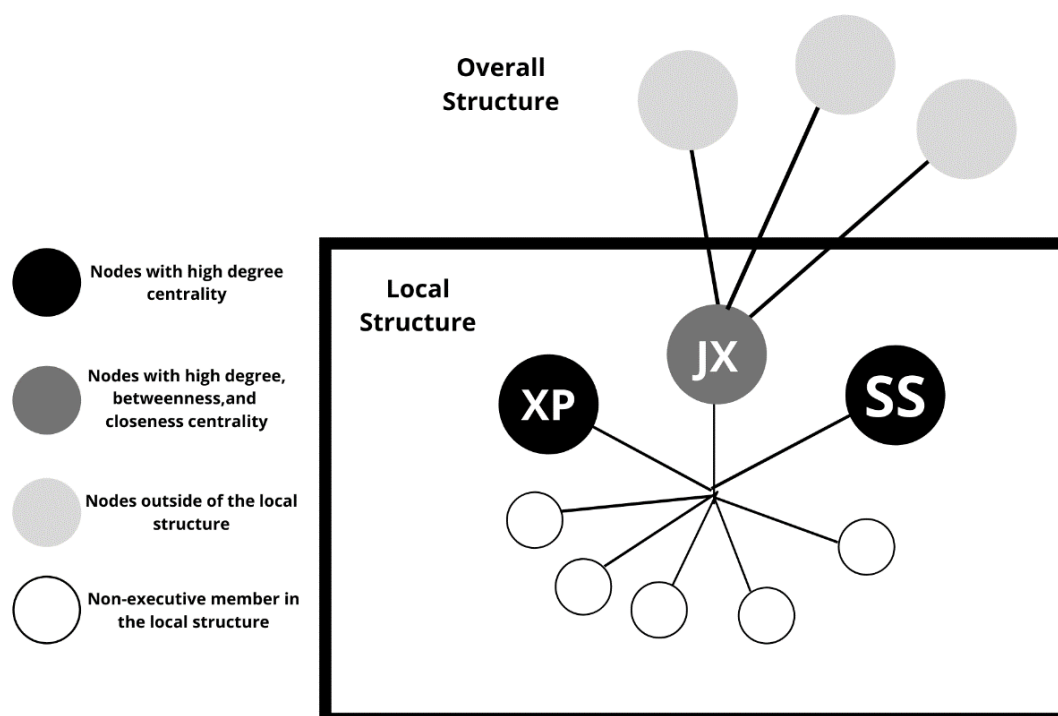 Overall
Structure
Nodes with high degree
centrality
Local
Structure
JX
XP
SS
Nodes with high degree,
betweenness,and
closeness centrality
Nodes outside of the local
structure
Non-executive member in
the local structure